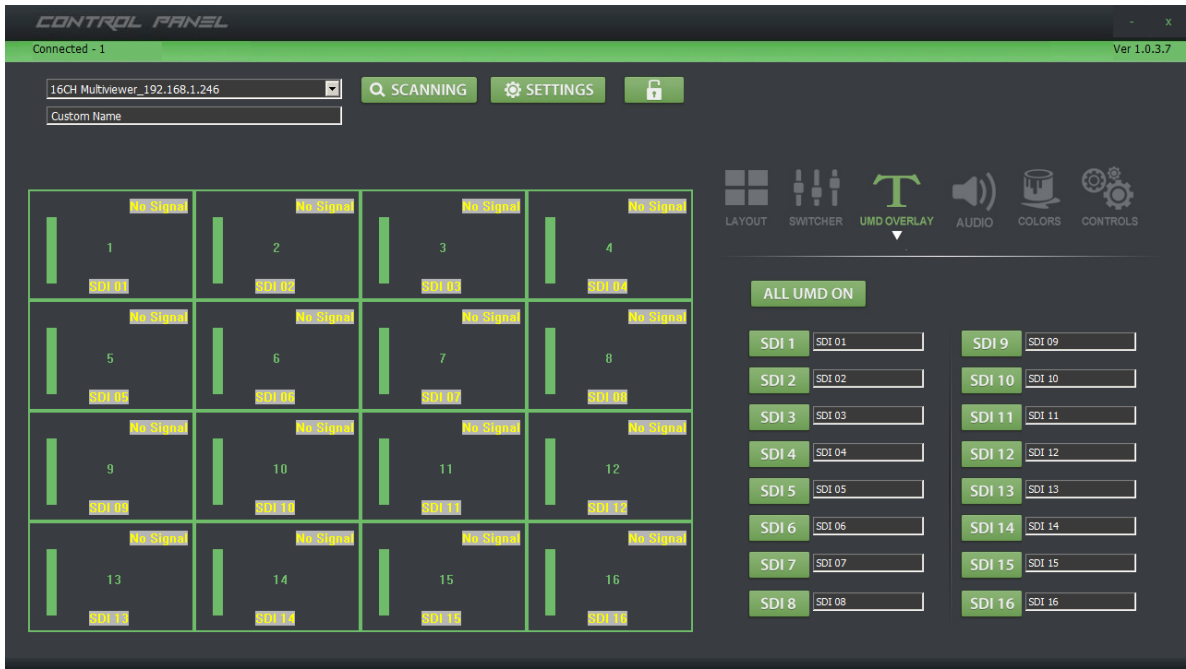 CONTROL PANEL
- x
Connected - 1
Ver 1.0.3.7
16CH Multiviewer_192.168.1.246
SCANNING
SETTINGS
Custom Name
LAYOUT
SWITCHER
UMD OVERLAY
AUDIO
COLORS
CONTROLS
No Signal
1
SDI 01
No Signal
2
SDI 02
No Signal
3
SDI 03
No Signal
4
SDI 04
No Signal
5
SDI 05
No Signal
6
SDI 06
No Signal
7
SDI 07
No Signal
8
SDI 08
No Signal
9
SDI 09
No Signal
10
SDI 10
No Signal
11
SDI 11
No Signal
12
SDI 12
No Signal
13
SDI 13
No Signal
14
SDI 14
No Signal
15
SDI 15
No Signal
16
SDI 16
ALL UMD ON
SDI 1 SDI 01
SDI 2 SDI 02
SDI 3 SDI 03
SDI 4 SDI 04
SDI 5 SDI 05
SDI 6 SDI 06
SDI 7 SDI 07
SDI 8 SDI 08
SDI 9 SDI 09
SDI 10 SDI 10
SDI 11 SDI 11
SDI 12 SDI 12
SDI 13 SDI 13
SDI 14 SDI 14
SDI 15 SDI 15
SDI 16 SDI 16